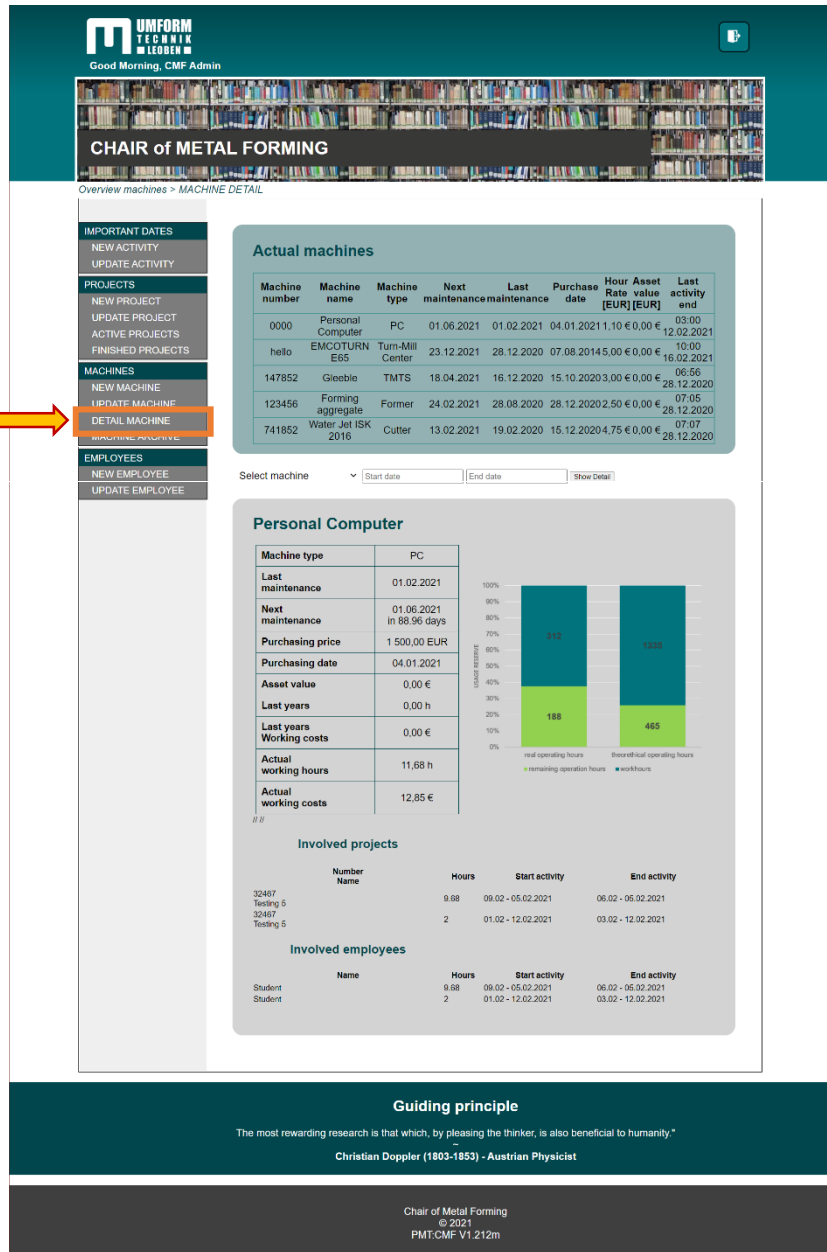 UMFORM
TECHNIK
LEOBEN
Good Morning, CMF Admin
CHAIR of METAL FORMING
Overview machines > MACHINE DETAIL
IMPORTANT DATES
NEW ACTIVITY
UPDATE ACTIVITY
PROJECTS
NEW PROJECT
UPDATE PROJECT
ACTIVE PROJECTS
FINISHED PROJECTS
MACHINES
NEW MACHINE
UPDATE MACHINE
DETAIL MACHINE
MACHINE ARCHIVE
EMPLOYEES
NEW EMPLOYEE
UPDATE EMPLOYEE
Actual machines
Machine number Machine name Machine type Next maintenance Last maintenance Purchase date Hour Rate [EUR] Asset value [EUR] Last activity end
0000 Personal Computer PC 01.06.2021 01.02.2021 04.01.2021 1,10 € 0,00 € 03:00 12.02.2021
hello EMCOTURN E65 Turn-Mill Center 23.12.2021 28.12.2020 07.08.2014 5,00 € 0,00 € 10:00 16.02.2021
147852 Gleeble TMTS 18.04.2021 16.12.2020 15.10.2020 3,00 € 0,00 € 06:56 28.12.2020
123456 Forming aggregate Former 24.02.2021 28.08.2020 28.12.2020 2,50 € 0,00 € 07:05 28.12.2020
741852 Water Jet ISK 2016 Cutter 13.02.2021 19.02.2020 15.12.2020 4,75 € 0,00 € 07:07 28.12.2020
Select machine Start date End date Show Detail
Personal Computer
Machine type PC
Last maintenance 01.02.2021
Next maintenance 01.06.2021 in 88.96 days
Purchasing price 1 500,00 EUR
Purchasing date 04.01.2021
Asset value 0,00 €
Last years 0,00 h
Last years Working costs 0,00 €
Actual working hours 11,68 h
Actual working costs 12,85 €
// //
USAGE RESERVE
100%
90%
80%
70%
60%
50%
40%
30%
20%
10%
0%
312
188
1335
465
real operating hours theorethical operating hours
remaining operation hours workhours
Involved projects
Number
Name Hours Start activity End activity
32467
Testing 5 9.68 09.02 - 05.02.2021 06.02 - 05.02.2021
32467
Testing 5 2 01.02 - 12.02.2021 03.02 - 12.02.2021
Involved employees
Name Hours Start activity End activity
Student 9.68 09.02 - 05.02.2021 06.02 - 05.02.2021
Student 2 01.02 - 12.02.2021 03.02 - 12.02.2021
Guiding principle
The most rewarding research is that which, by pleasing the thinker, is also beneficial to humanity."
~
Christian Doppler (1803-1853) - Austrian Physicist
Chair of Metal Forming
© 2021
PMT:CMF V1.212m